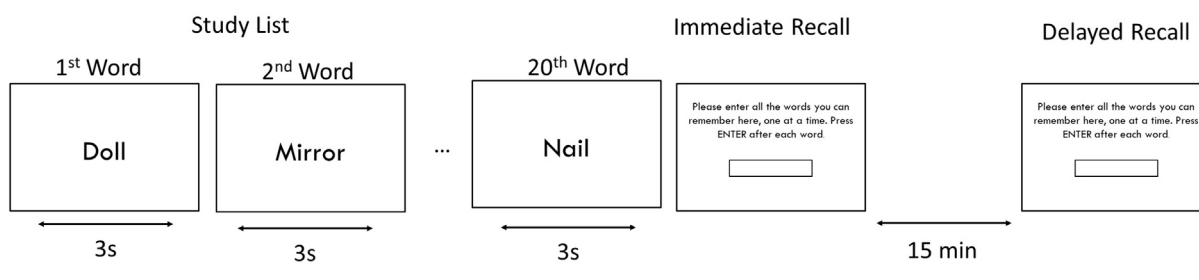 Study List
Immediate Recall
Delayed Recall
1st Word
2nd Word
20th Word
Doll
Mirror
...
Nail
Please enter all the words you can
remember here, one at a time. Press
ENTER after each word.
Please enter all the words you can
remember here, one at a time. Press
ENTER after each word.
3s
3s
3s
15 min